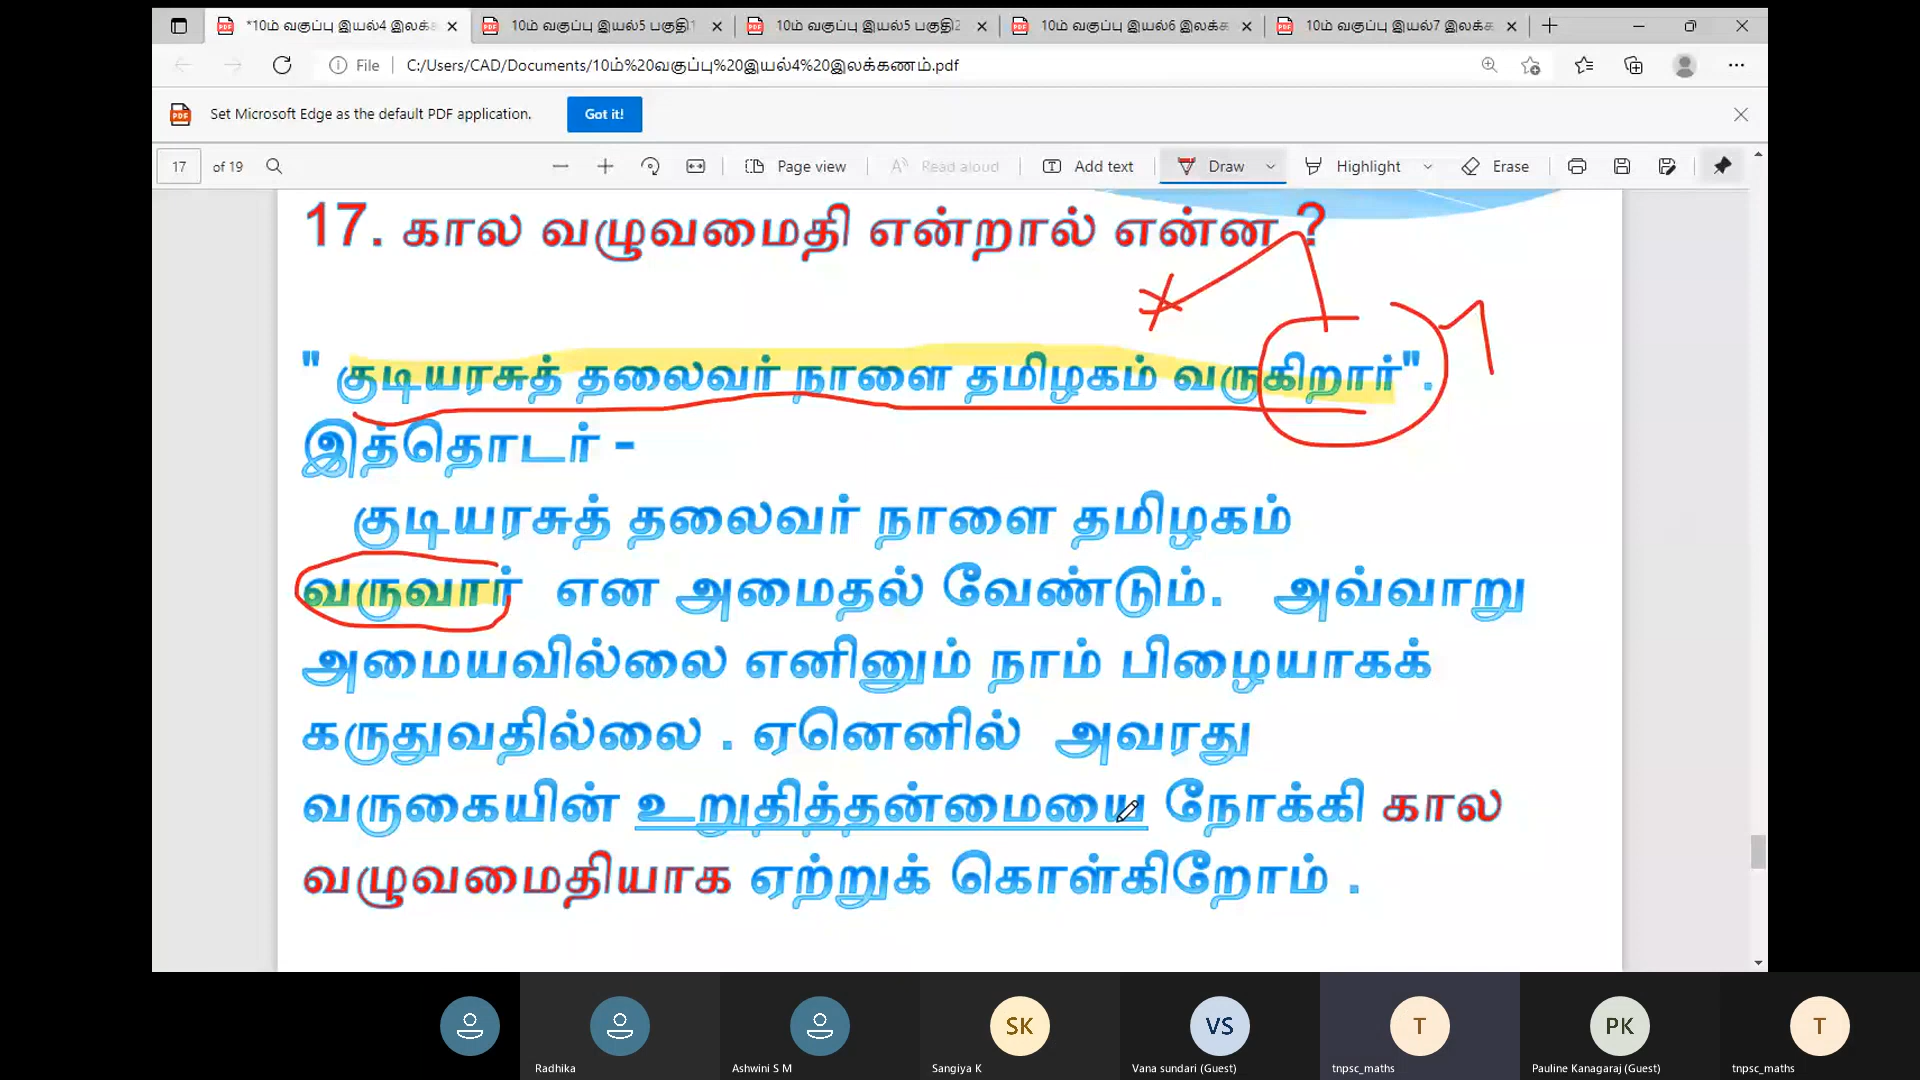 *10ம் வகுப்பு இயல்4 இலக்க
10ம் வகுப்பு இயல்5 பகுதி1
10ம் வகுப்பு இயல்5 பகுதி2
10ம் வகுப்பு இயல்6 இலக்க
10ம் வகுப்பு இயல்7 இலக்க
File
C:/Users/CAD/Documents/10ம்%20வகுப்பு%20இயல்4%20இலக்கணம்.pdf
Set Microsoft Edge as the default PDF application.
Got it!
17 of 19
Page view
Read aloud
Add text
Draw
Highlight
Erase
17. கால வழுவமைதி என்றால் என்ன ?
" குடியரசுத் தலைவர் நாளை தமிழகம் வருகிறார்".
இத்தொடர் -
குடியரசுத் தலைவர் நாளை தமிழகம்
வருவார் என அமைதல் வேண்டும். அவ்வாறு
அமையவில்லை எனினும் நாம் பிழையாகக்
கருதுவதில்லை . ஏனெனில் அவரது
வருகையின் உறுதித்தன்மையை நோக்கி கால
வழுவமைதியாக ஏற்றுக் கொள்கிறோம் .
SK
VS
T
PK
T
Radhika
Ashwini S M
Sangiya K
Vana sundari (Guest)
tnpsc_maths
Pauline Kanagaraj (Guest)
tnpsc_maths